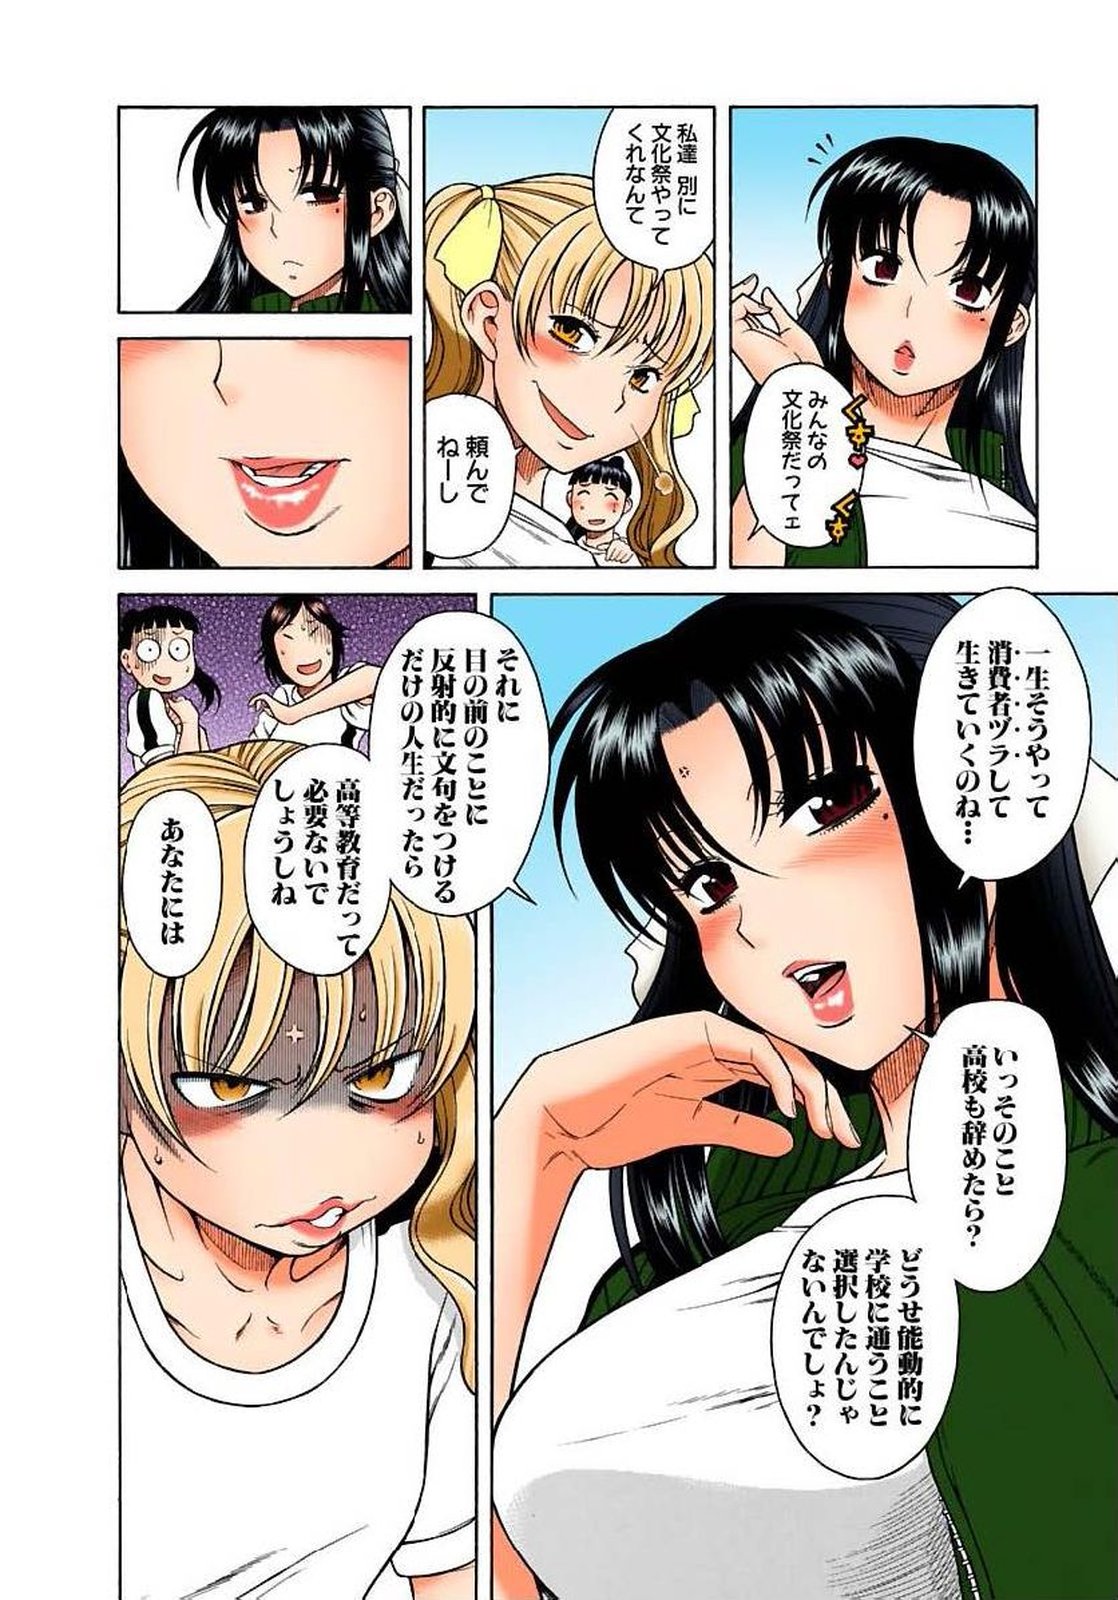 みんなの
文化祭だってェ
くす♥
くす
私達 別に
文化祭やって
くれなんて
頼んで
ねーし
一生そうやって
消費者ヅラして
生きていくのね…
いっそのこと
高校も辞めたら?
どうせ能動的に
学校に通うこと
選択したんじゃ
ないんでしょ?
それに
目の前のことに
反射的に文句をつける
だけの人生だったら
高等教育だって
必要ないで
しょうしね
あなたには